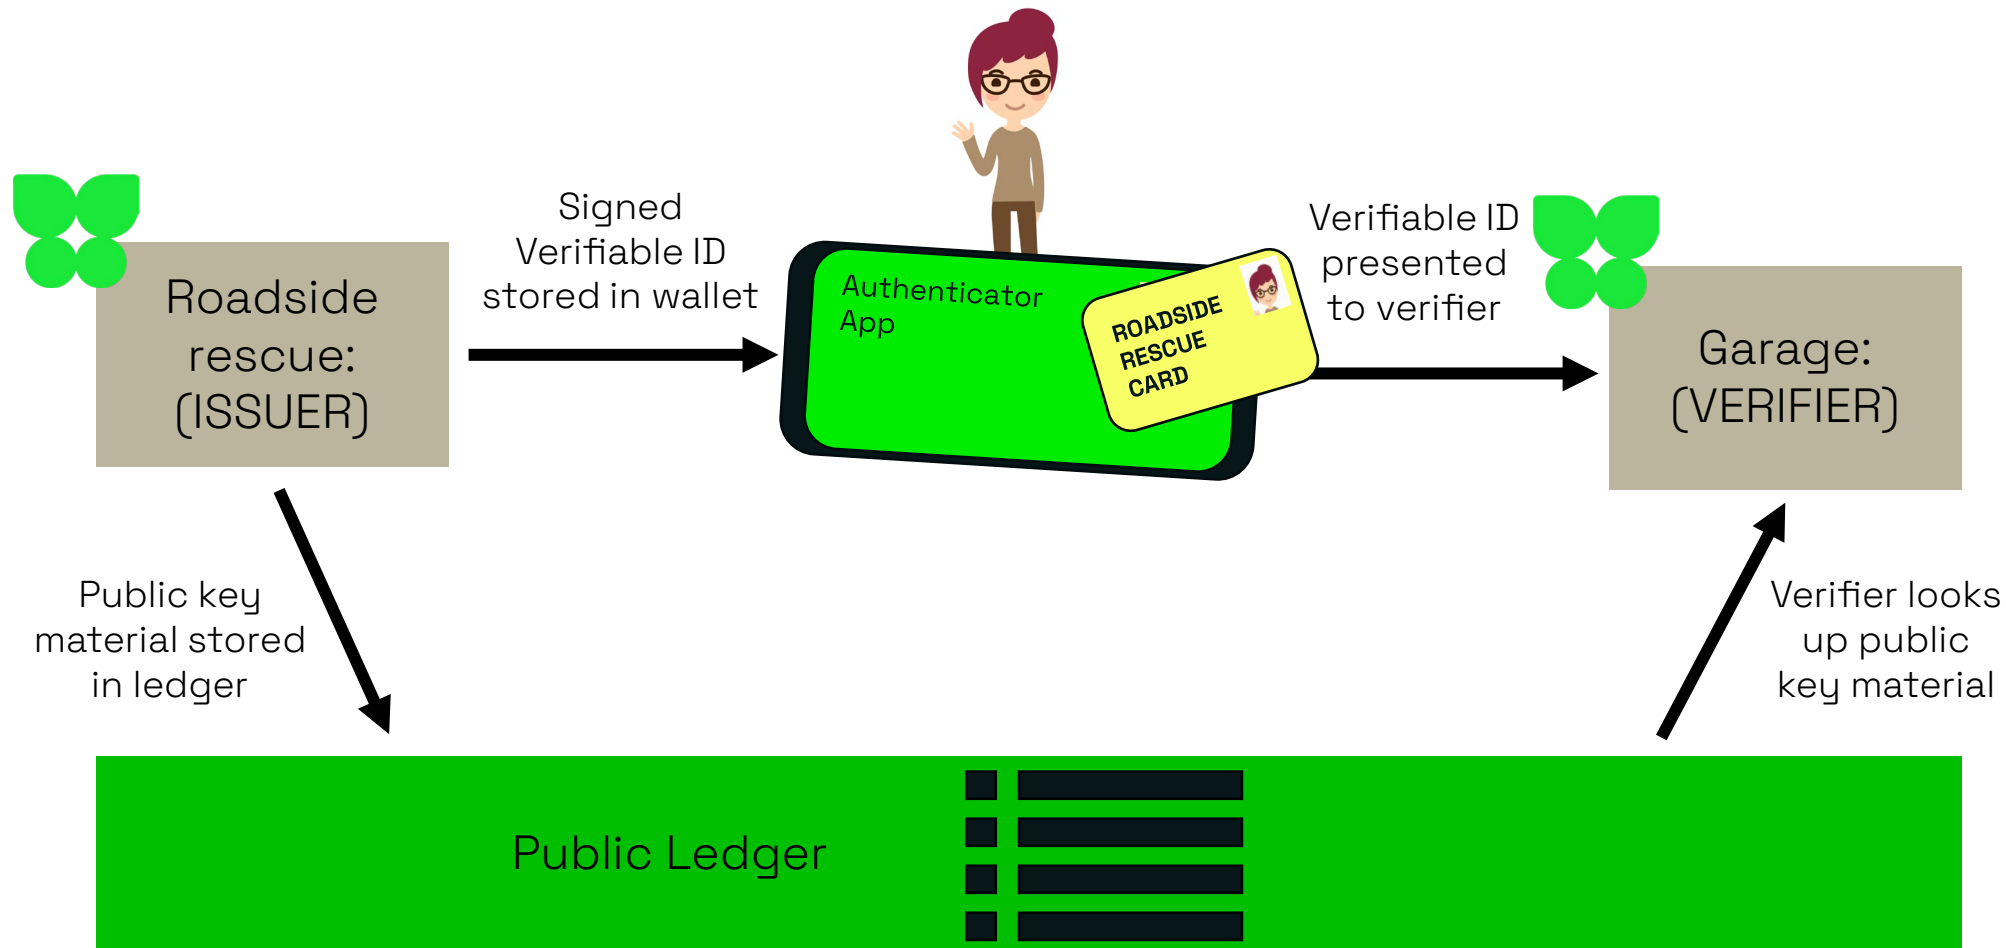 Signed
Verifiable ID
stored in wallet
Verifiable ID
presented
to verifier
Roadside
rescue:
(ISSUER)
Authenticator
App
ROADSIDE
RESCUE
CARD
Garage:
(VERIFIER)
Public key
material stored
in ledger
Verifier looks
up public
key material
Public Ledger